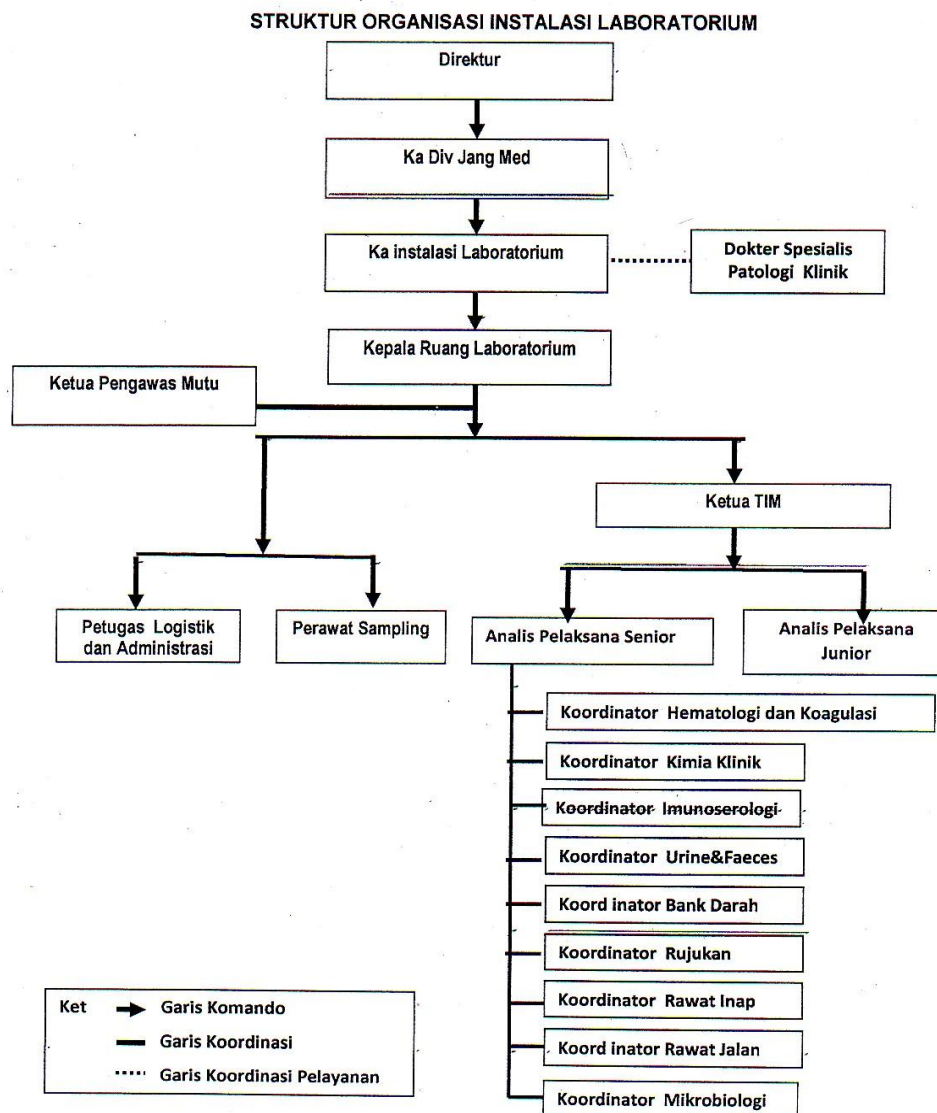 STRUKTUR ORGANISASI INSTALASI LABORATORIUM
Direktur
Ka Div Jang Med
Ka instalasi Laboratorium
Dokter Spesialis
Patologi Klinik
Kepala Ruang Laboratorium
Ketua Pengawas Mutu
Ketua TIM
Petugas Logistik
dan Administrasi
Perawat Sampling
Analis Pelaksana Senior
Analis Pelaksana
Junior
Koordinator Hematologi dan Koagulasi
Koordinator Kimia Klinik
Koordinator Imunoserologi
Koordinator Urine&Faeces
Koord inator Bank Darah
Koordinator Rujukan
Koordinator Rawat Inap
Koord inator Rawat Jalan
Koordinator Mikrobiologi
Ket Garis Komando
Garis Koordinasi
Garis Koordinasi Pelayanan